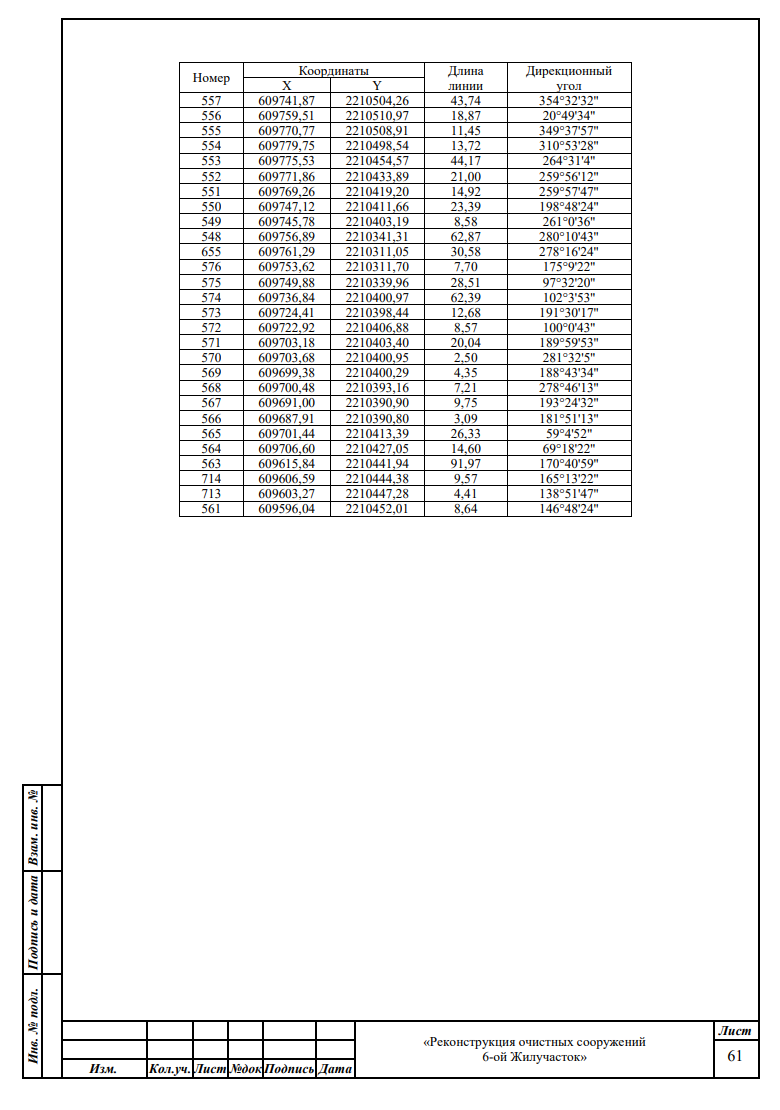 Номер Координаты Длина линии Дирекционный угол
X Y
557 609741,87 2210504,26 43,74 354°32'32"
556 609759,51 2210510,97 18,87 20°49'34"
555 609770,77 2210508,91 11,45 349°37'57"
554 609779,75 2210498,54 13,72 310°53'28"
553 609775,53 2210454,57 44,17 264°31'4"
552 609771,86 2210433,89 21,00 259°56'12"
551 609769,26 2210419,20 14,92 259°57'47"
550 609747,12 2210411,66 23,39 198°48'24"
549 609745,78 2210403,19 8,58 261°0'36"
548 609756,89 2210341,31 62,87 280°10'43"
655 609761,29 2210311,05 30,58 278°16'24"
576 609753,62 2210311,70 7,70 175°9'22"
575 609749,88 2210339,96 28,51 97°32'20"
574 609736,84 2210400,97 62,39 102°3'53"
573 609724,41 2210398,44 12,68 191°30'17"
572 609722,92 2210406,88 8,57 100°0'43"
571 609703,18 2210403,40 20,04 189°59'53"
570 609703,68 2210400,95 2,50 281°32'5"
569 609699,38 2210400,29 4,35 188°43'34"
568 609700,48 2210393,16 7,21 278°46'13"
567 609691,00 2210390,90 9,75 193°24'32"
566 609687,91 2210390,80 3,09 181°51'13"
565 609701,44 2210413,39 26,33 59°4'52"
564 609706,60 2210427,05 14,60 69°18'22"
563 609615,84 2210441,94 91,97 170°40'59"
714 609606,59 2210444,38 9,57 165°13'22"
713 609603,27 2210447,28 4,41 138°51'47"
561 609596,04 2210452,01 8,64 146°48'24"
Взам. инв. №
Подпись и дата
Инв. № подл.
Изм. Кол.уч. Лист №док Подпись Дата
«Реконструкция очистных сооружений
6-ой Жилучасток»
Лист
61